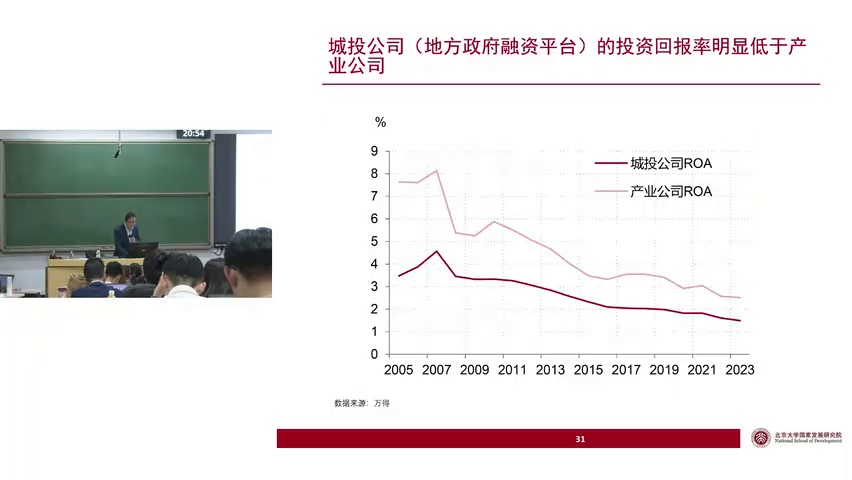 城投公司（地方政府融资平台）的投资回报率明显低于产
业公司
20:54
%
9
8
7
6
5
4
3
2
1
0
城投公司ROA
产业公司ROA
2005 2007 2009 2011 2013 2015 2017 2019 2021 2023
数据来源：万得
31
北京大学国家发展研究院
National School of Development